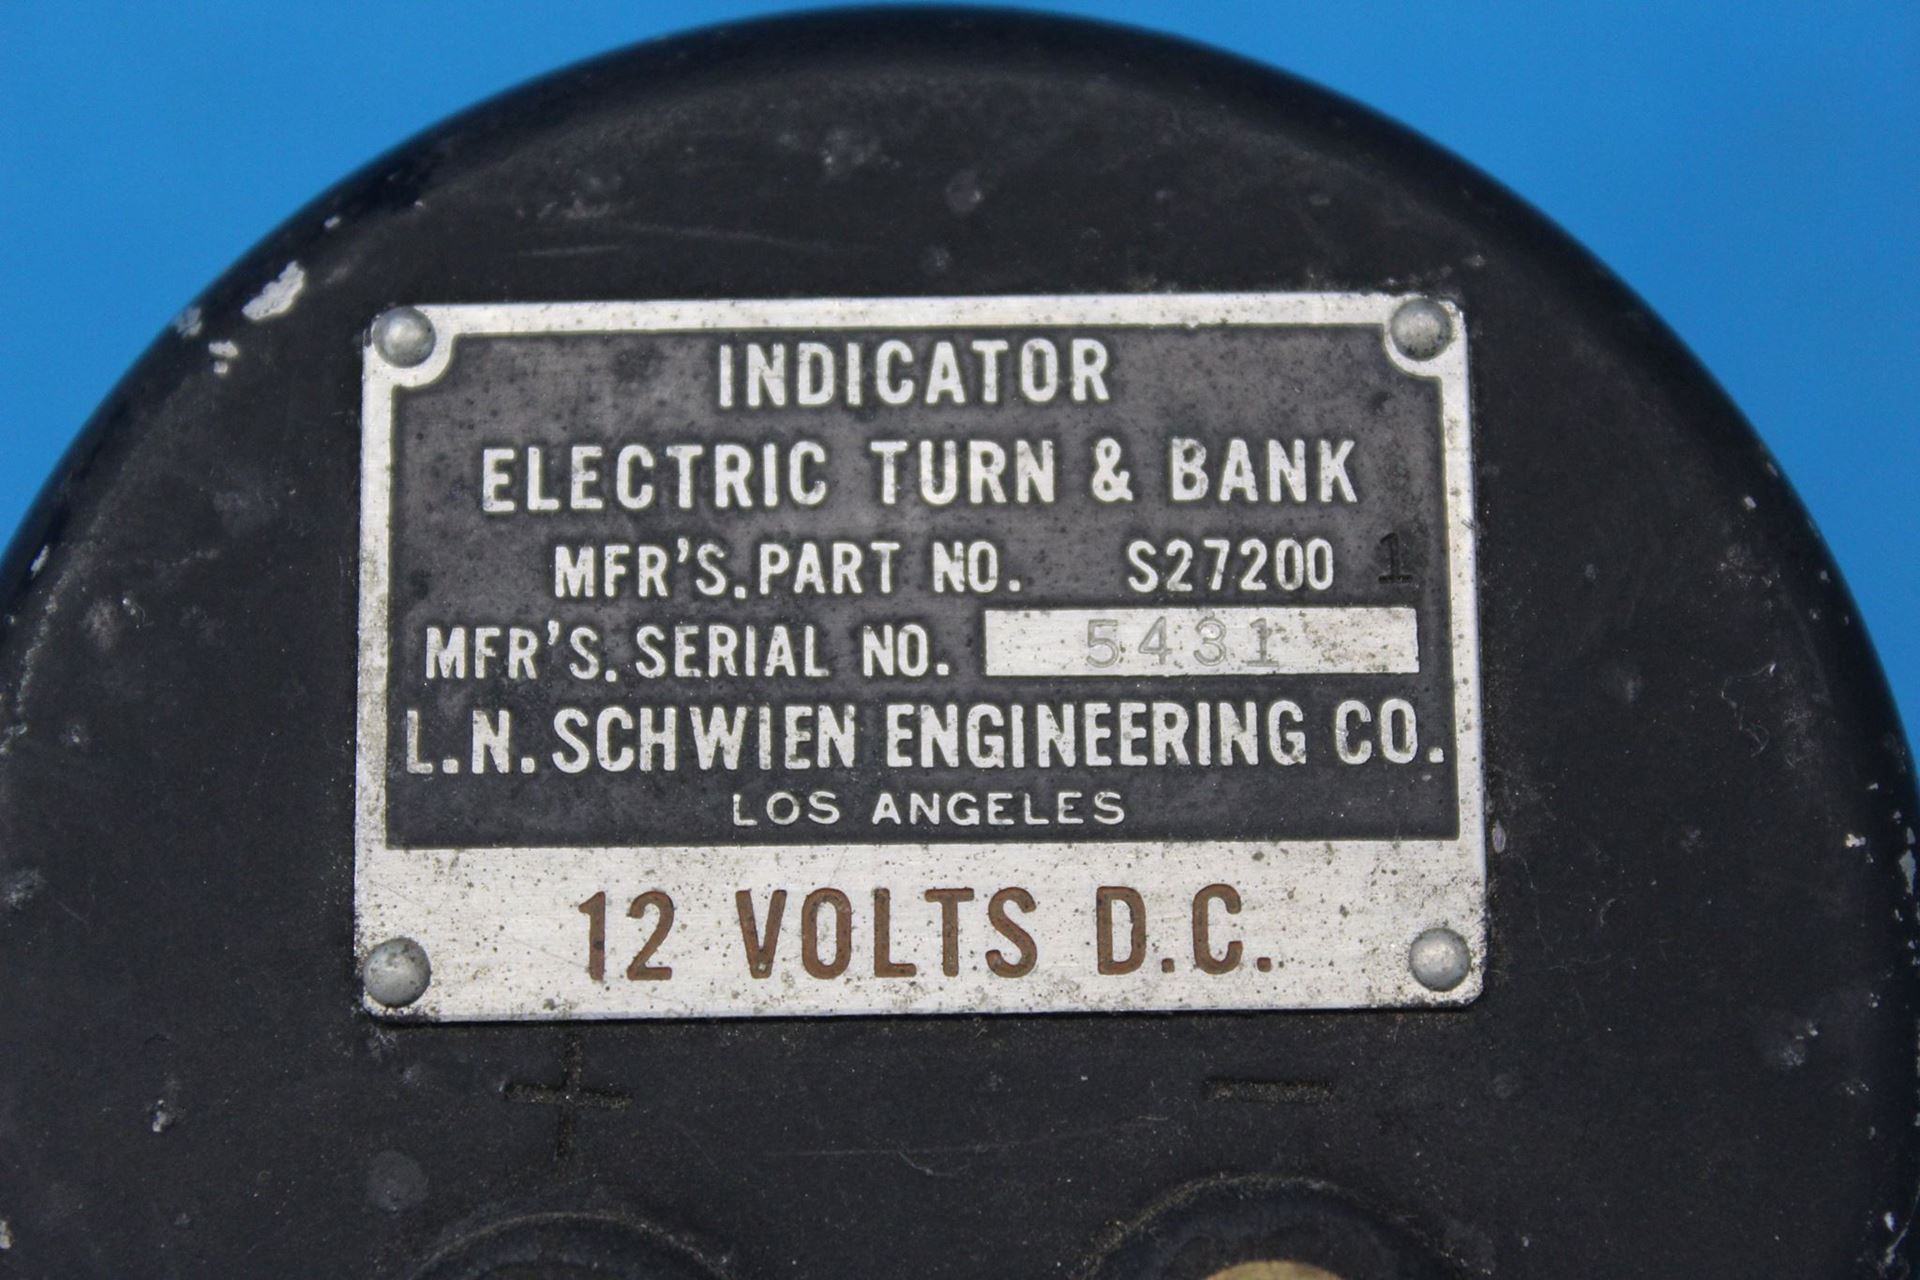 INDICATOR
ELECTRIC TURN & BANK
MFR'S. PART NO. S27200 1
MFR'S. SERIAL NO. 5431
L.N. SCHWIEN ENGINEERING CO.
LOS ANGELES
12 VOLTS D.C.
+ −